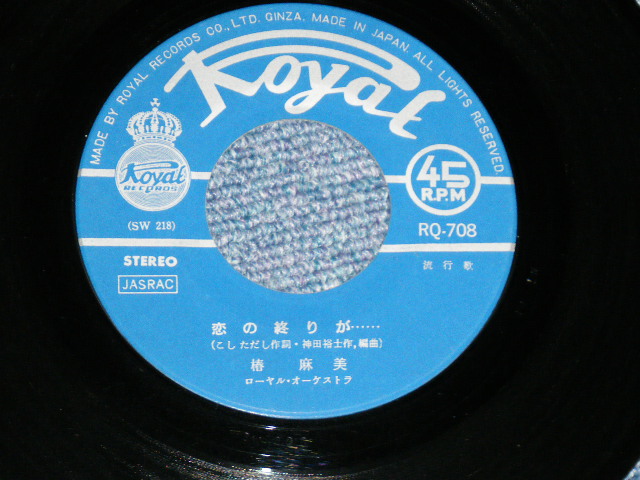 MADE BY ROYAL RECORDS CO., LTD. GINZA. MADE IN JAPAN. ALL RIGHTS RESERVED.
Royal
Royal
RECORDS
45
R.P.M
(SW 218)
RQ-708
STEREO
流行歌
JASRAC
恋の終りが……
(こし ただし作詞・神田裕士作,編曲)
椿麻美
ローヤル・オーケストラ